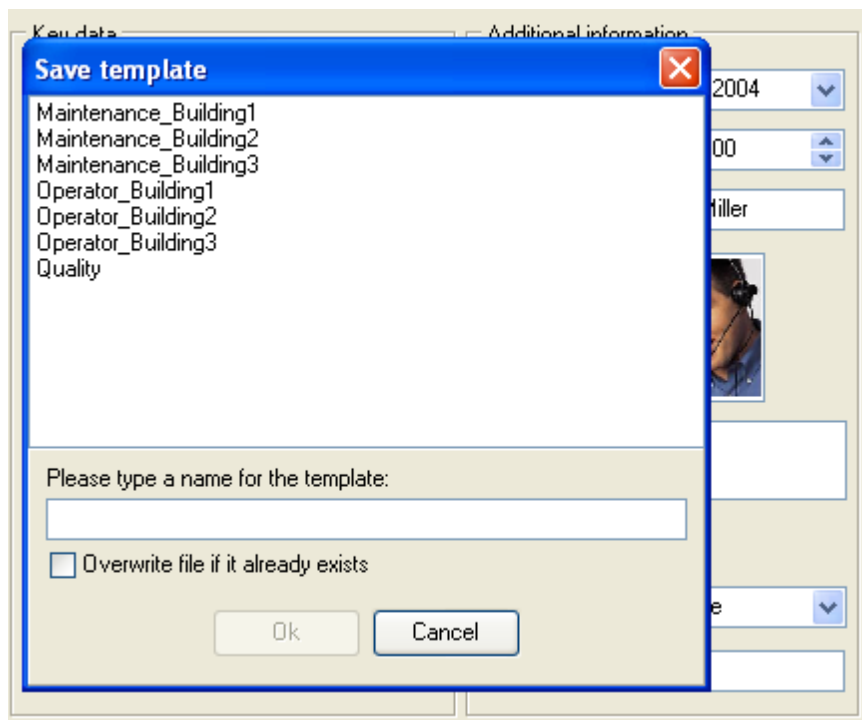 Key data
Additional information
Save template
2004
Maintenance_Building1
Maintenance_Building2
Maintenance_Building3
00
Operator_Building1
Operator_Building2
Operator_Building3
Quality
Please type a name for the template:
Overwrite file if it already exists
Ok
Cancel